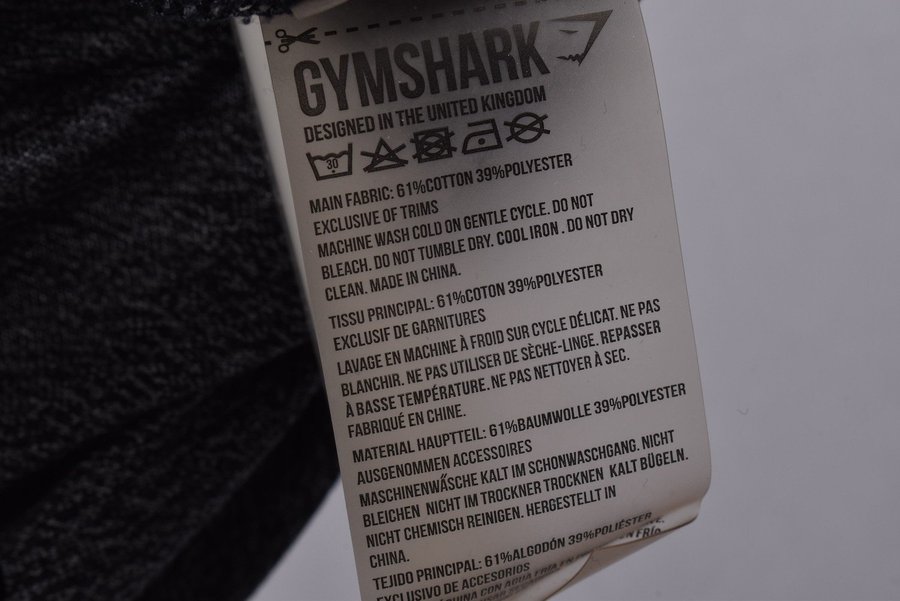 GYMSHARK
DESIGNED IN THE UNITED KINGDOM
30
MAIN FABRIC: 61%COTTON 39%POLYESTER
EXCLUSIVE OF TRIMS
MACHINE WASH COLD ON GENTLE CYCLE. DO NOT
BLEACH. DO NOT TUMBLE DRY. COOL IRON . DO NOT DRY
CLEAN. MADE IN CHINA.
TISSU PRINCIPAL: 61%COTON 39%POLYESTER
EXCLUSIF DE GARNITURES
LAVAGE EN MACHINE À FROID SUR CYCLE DÉLICAT. NE PAS
BLANCHIR. NE PAS UTILISER DE SÈCHE-LINGE. REPASSER
À BASSE TEMPÉRATURE. NE PAS NETTOYER À SEC.
FABRIQUÉ EN CHINE.
MATERIAL HAUPTTEIL: 61%BAUMWOLLE 39%POLYESTER
AUSGENOMMEN ACCESSOIRES
MASCHINENWÄSCHE KALT IM SCHONWASCHGANG. NICHT
BLEICHEN NICHT IM TROCKNER TROCKNEN KALT BÜGELN.
NICHT CHEMISCH REINIGEN. HERGESTELLT IN
CHINA.
TEJIDO PRINCIPAL: 61%ALGODÓN 39%POLIÉSTER
EXCLUSIVO DE ACCESORIOS
CON AGUA FRÍA EN